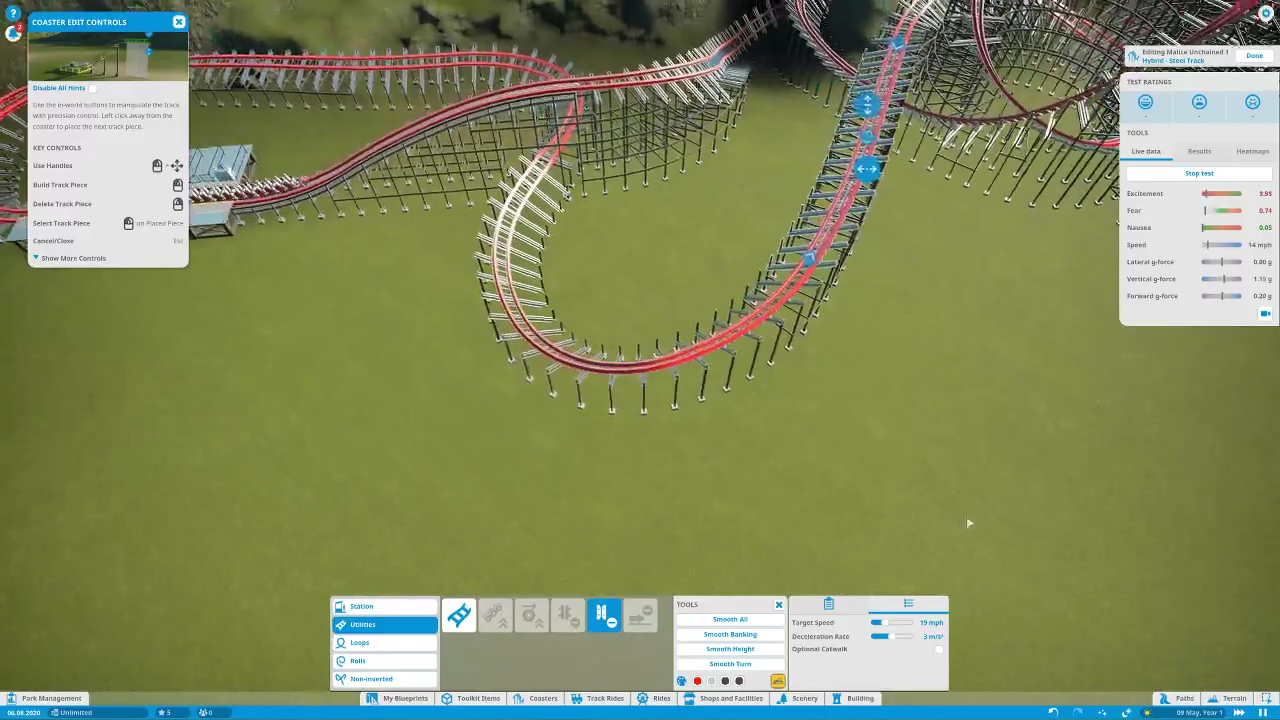 ?
2
COASTER EDIT CONTROLS
Disable All Hints
Use the in-world buttons to manipulate the track
with precision control. Left click away from the
coaster to place the next track piece.
KEY CONTROLS
Use Handles
Build Track Piece
Delete Track Piece
Select Track Piece on Placed Piece
Cancel/Close Esc
Show More Controls
Editing Malice Unchained 1
Hybrid - Steel Track
Done
TEST RATINGS
- - -
TOOLS
Live data Results Heatmaps
Stop test
Excitement
Fear 0.74
Nausea 0.05
Speed 14 mph
Lateral g-force 0.00 g
Vertical g-force 1.15 g
Forward g-force 0.20 g
Station
Utilities
Loops
Rolls
Non-inverted
TOOLS
Smooth All
Smooth Banking
Smooth Height
Smooth Turn
Target Speed 19 mph
Deceleration Rate 3 m/s²
Optional Catwalk
Park Management
My Blueprints Toolkit Items Coasters Track Rides Rides Shops and Facilities Scenery Building
Paths Terrain
06.08.2020 Unlimited 5 0
09 May, Year 1